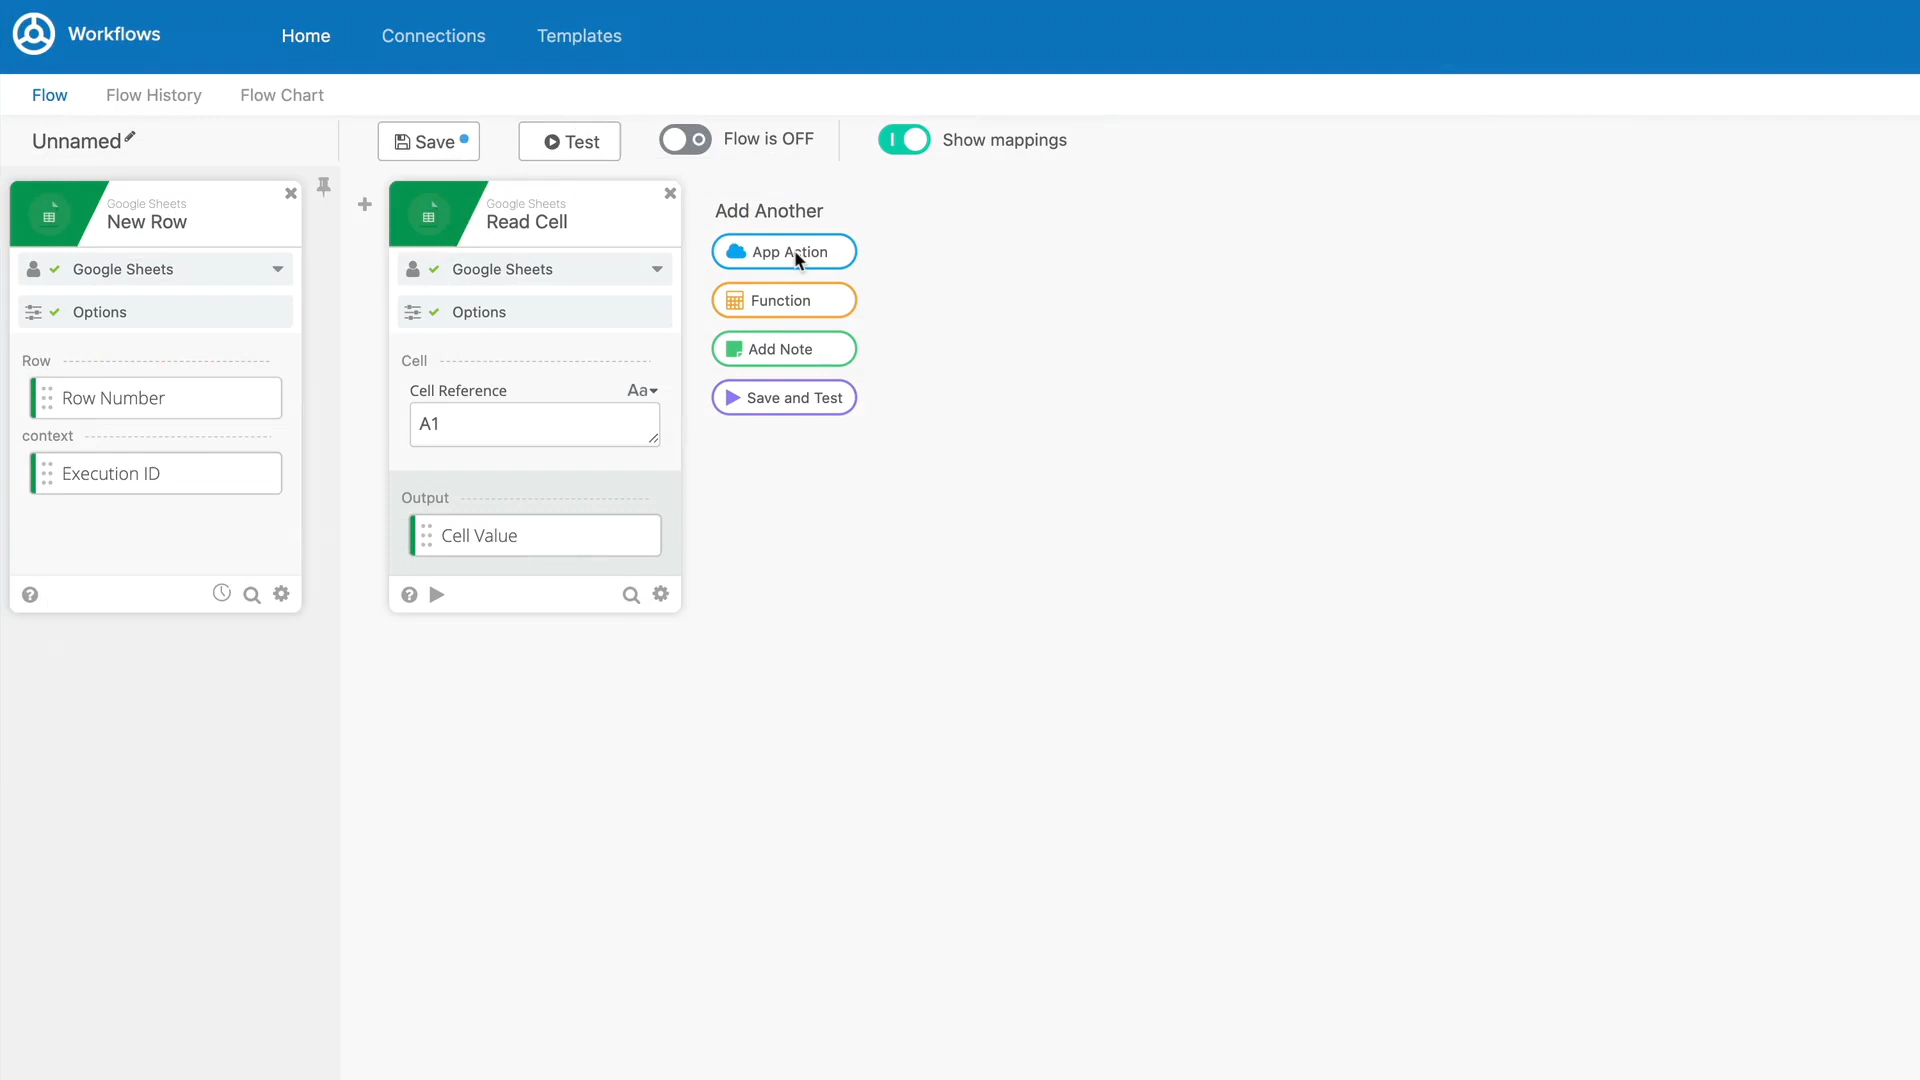 Workflows
Home
Connections
Templates
Flow
Flow History
Flow Chart
Unnamed
Save
Test
Flow is OFF
Show mappings
Google Sheets
New Row
Google Sheets
Options
Row
Row Number
context
Execution ID
Google Sheets
Read Cell
Google Sheets
Options
Cell
Cell Reference
Aa
A1
Output
Cell Value
Add Another
App Action
Function
Add Note
Save and Test